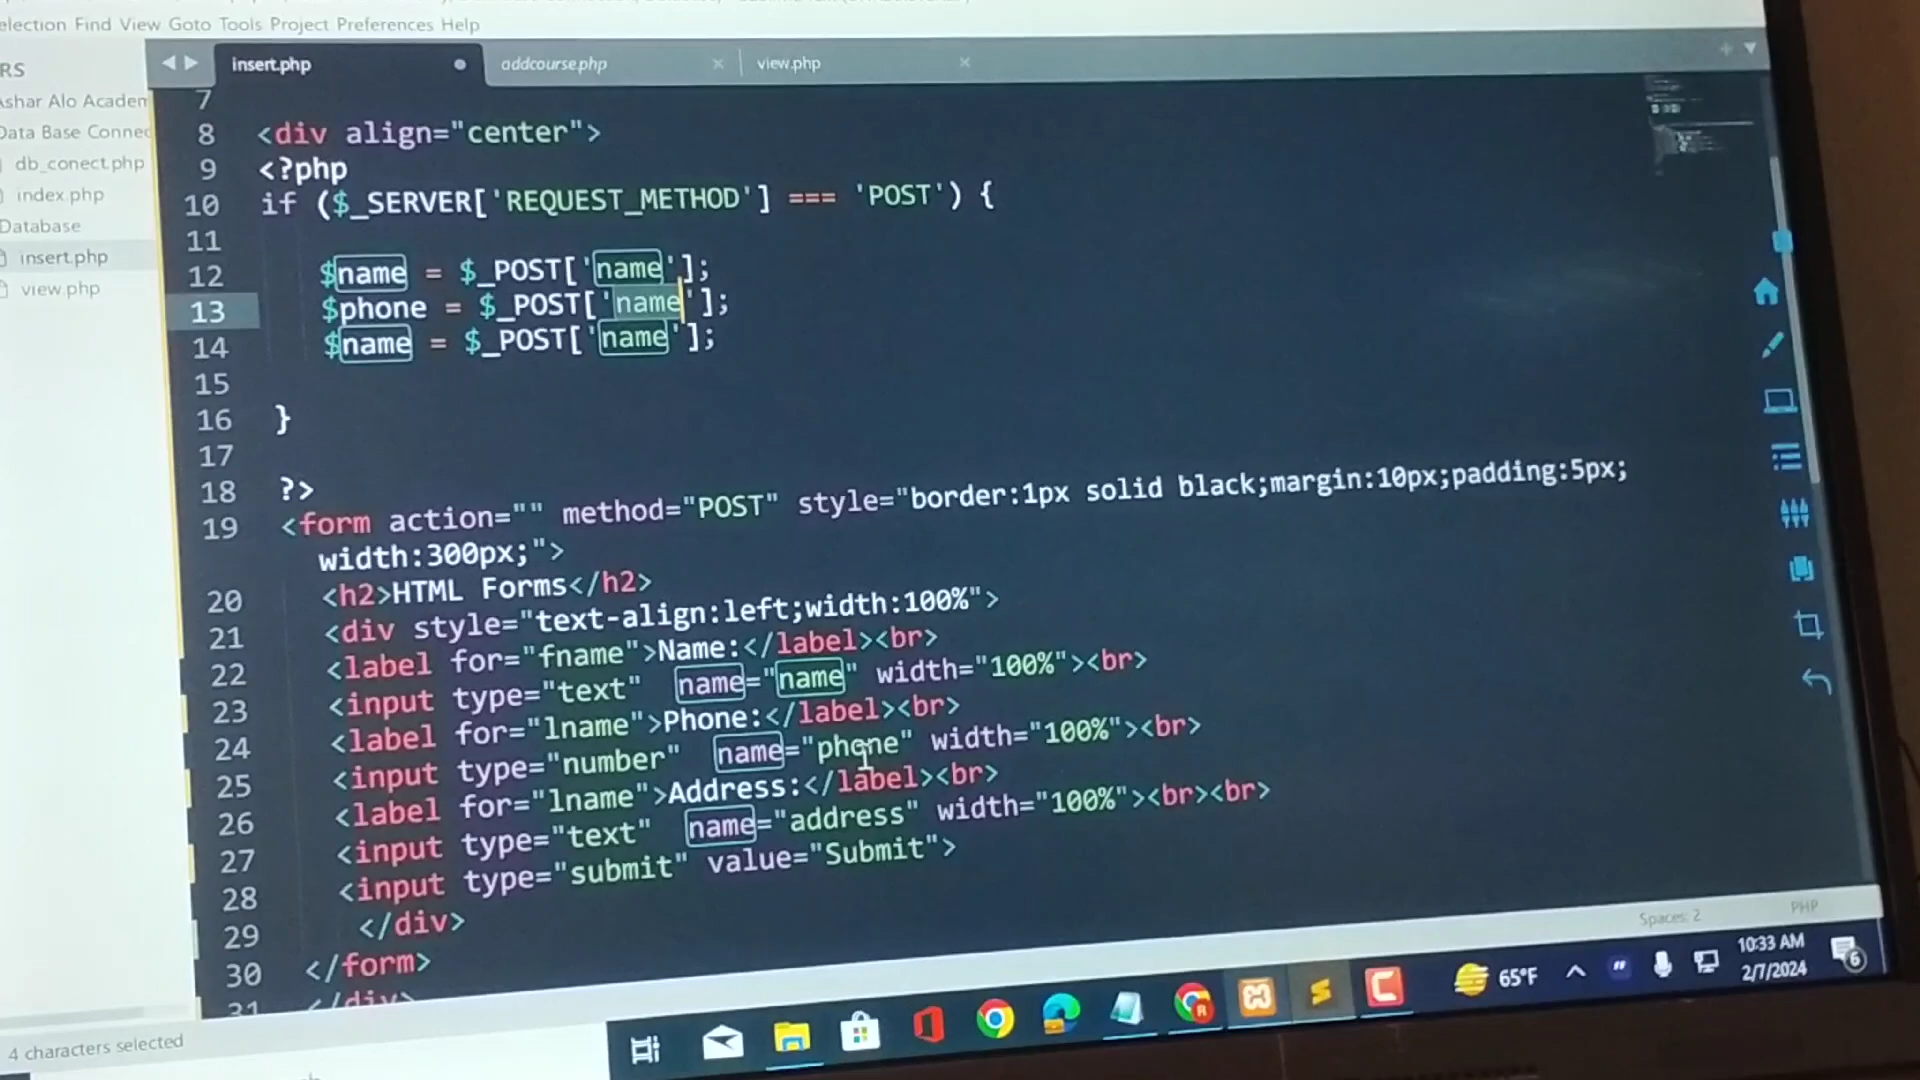 election Find View Goto Tools Project Preferences Help
RS
insert.php
addcourse.php
view.php
Ashar Alo Academ
Data Base Connec
db_conect.php
index.php
Database
insert.php
view.php
7
8 <div align="center">
9 <?php
10 if ($_SERVER['REQUEST_METHOD'] === 'POST') {
11
12 $name = $_POST['name'];
13 $phone = $_POST['name'];
14 $name = $_POST['name'];
15
16 }
17
18 ?>
19 <form action="" method="POST" style="border:1px solid black;margin:10px;padding:5px;
width:300px;">
20 <h2>HTML Forms</h2>
21 <div style="text-align:left;width:100%">
22 <label for="fname">Name:</label><br>
23 <input type="text" name="name" width="100%"><br>
24 <label for="lname">Phone:</label><br>
25 <input type="number" name="phone" width="100%"><br>
26 <label for="lname">Address:</label><br>
27 <input type="text" name="address" width="100%"><br><br>
28 <input type="submit" value="Submit">
29 </div>
30 </form>
31 </div>
4 characters selected
Spaces: 2
PHP
65°F
10:33 AM
2/7/2024
6